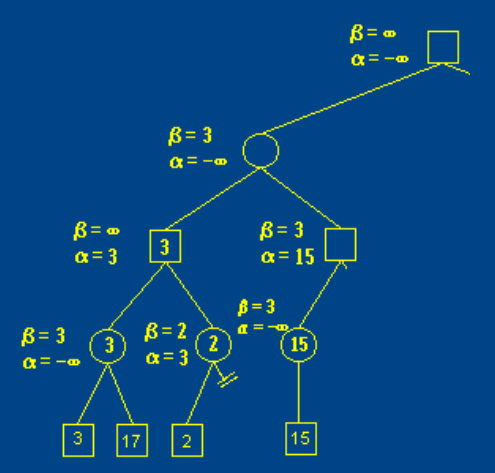 β = ∞
α = -∞
β = 3
α = -∞
β = ∞
α = 3
3
β = 3
α = 15
β = 3
α = -∞
3
β = 2
α = 3
2
β = 3
α = -∞
15
3
17
2
15